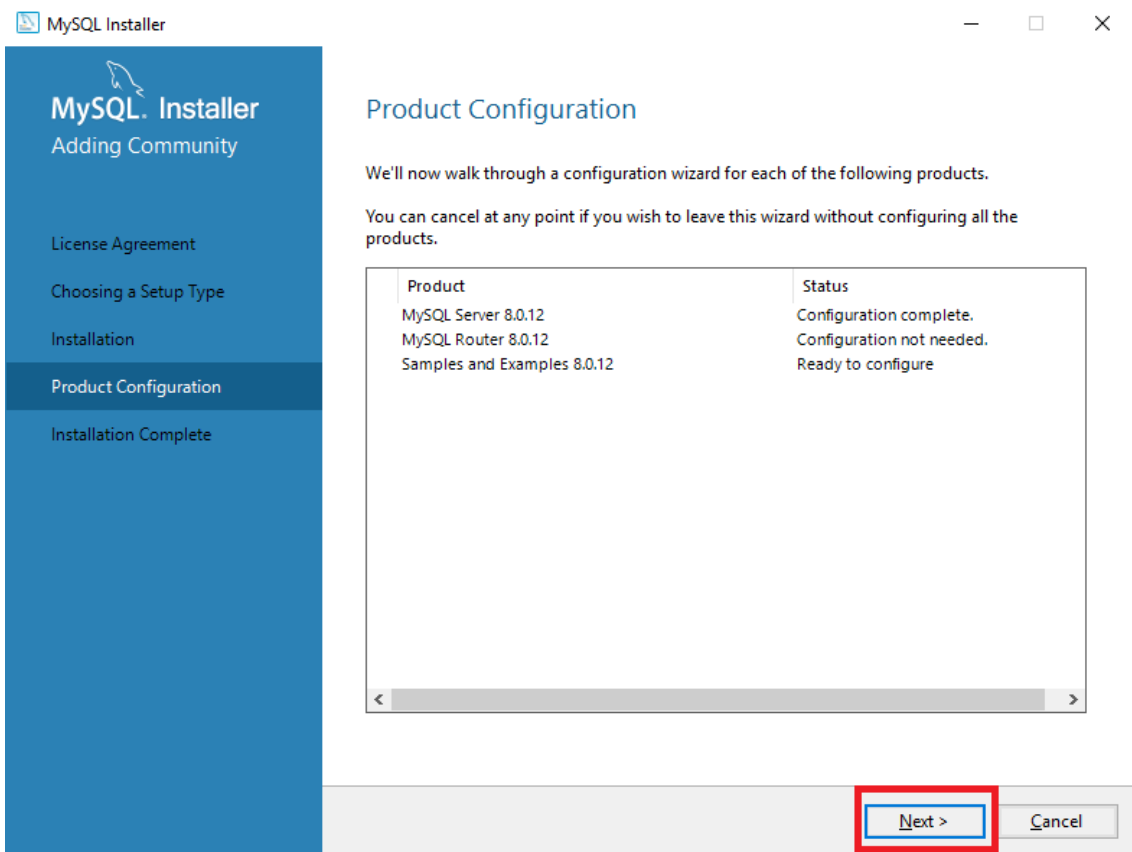 MySQL Installer
MySQL. Installer
Adding Community
License Agreement
Choosing a Setup Type
Installation
Product Configuration
Installation Complete
Product Configuration
We'll now walk through a configuration wizard for each of the following products.
You can cancel at any point if you wish to leave this wizard without configuring all the
products.
Product Status
MySQL Server 8.0.12 Configuration complete.
MySQL Router 8.0.12 Configuration not needed.
Samples and Examples 8.0.12 Ready to configure
Next > Cancel